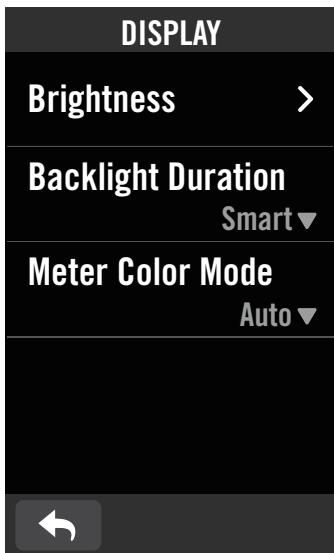 DISPLAY
Brightness
Backlight Duration
Smart
Meter Color Mode
Auto